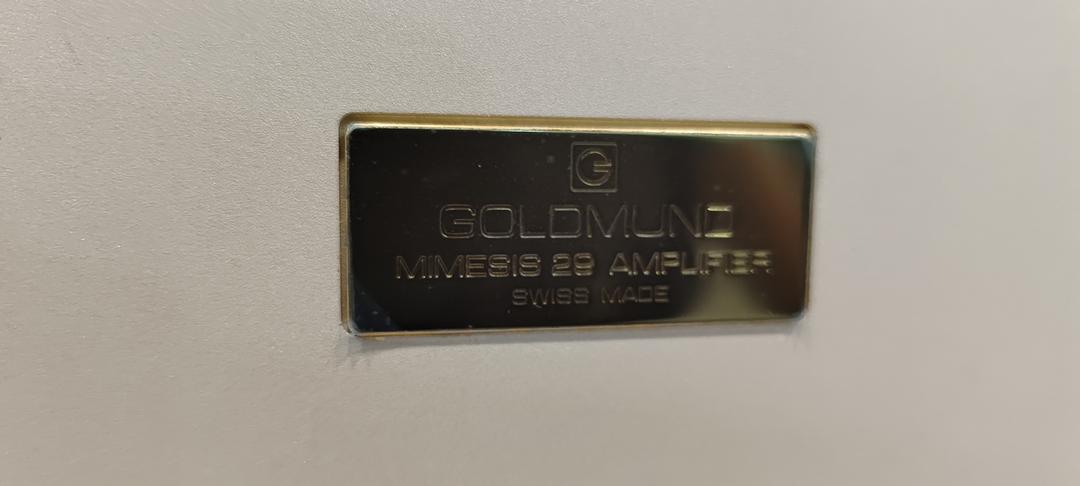 G
GOLDMUND
MIMESIS 29 AMPLIFIER
SWISS MADE